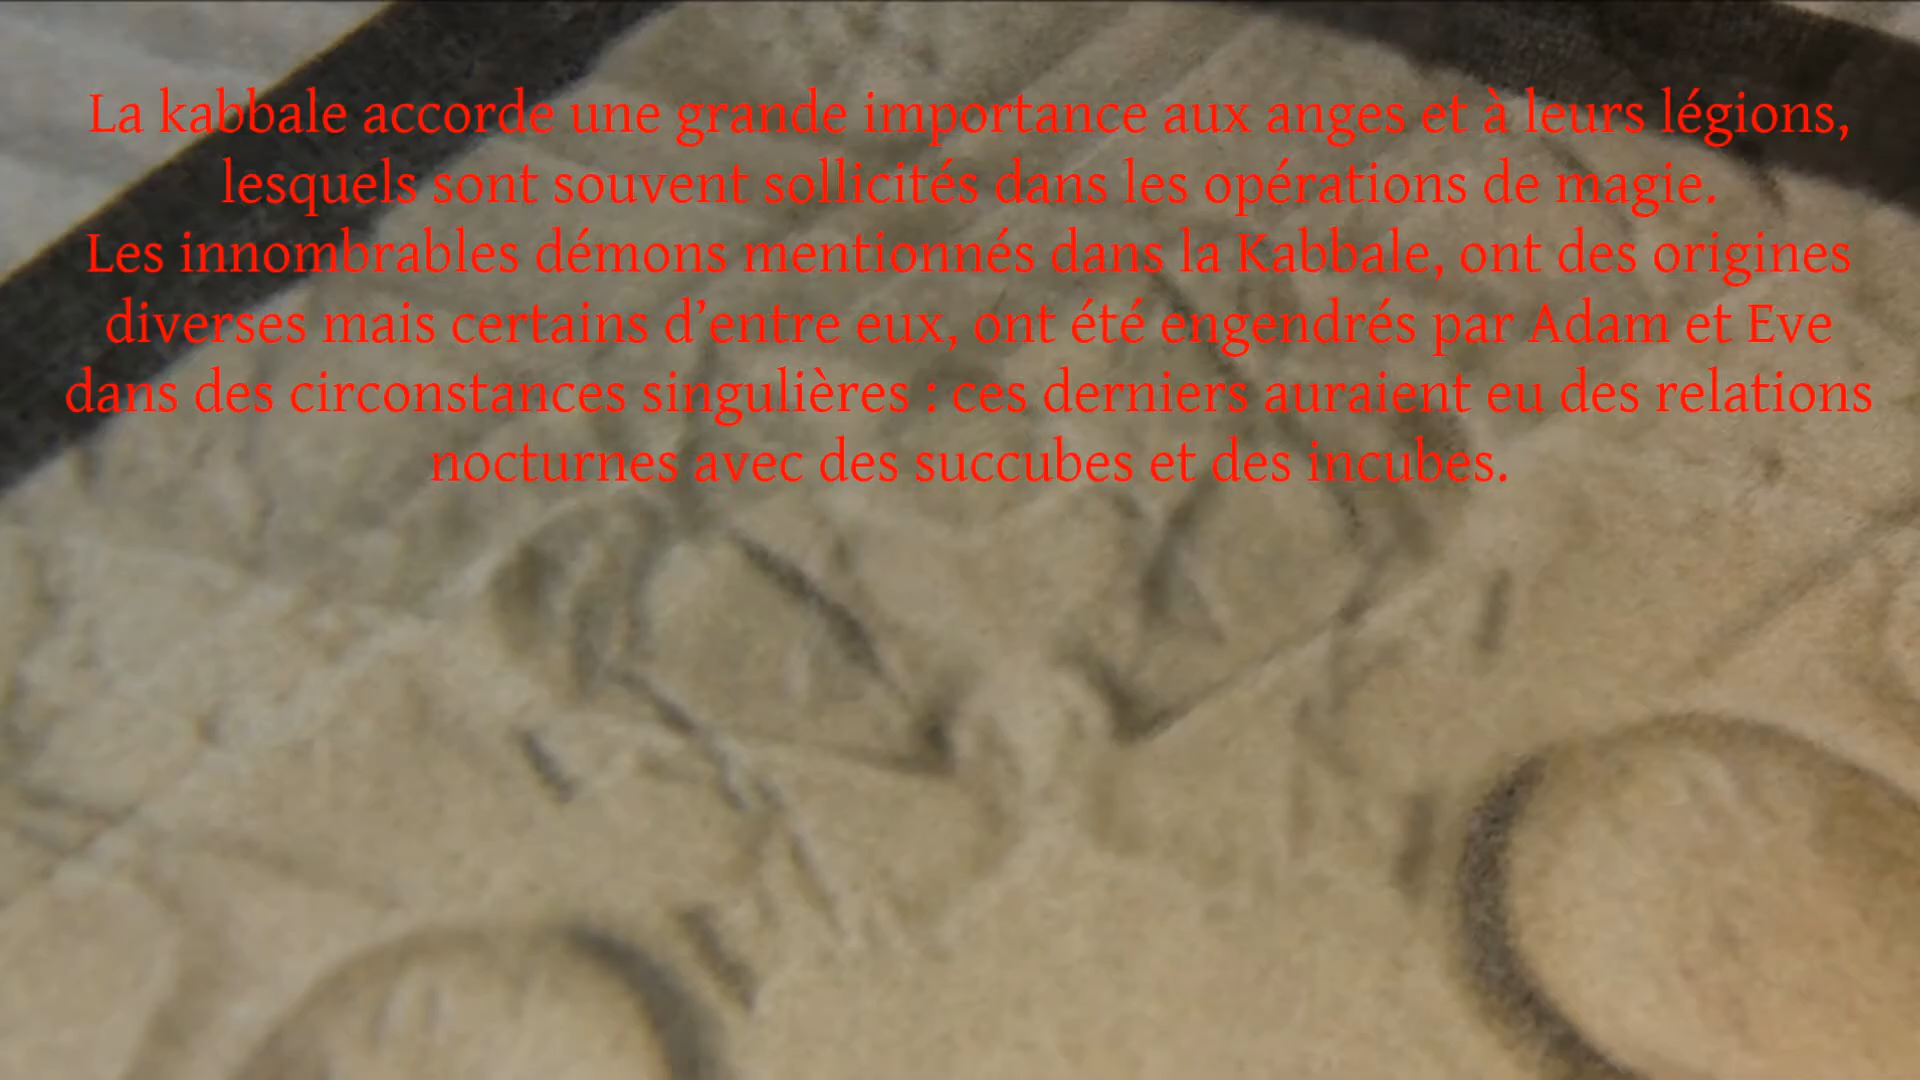 La kabbale accorde une grande importance aux anges et à leurs légions,
lesquels sont souvent sollicités dans les opérations de magie.
Les innombrables démons mentionnés dans la Kabbale, ont des origines
diverses mais certains d’entre eux, ont été engendrés par Adam et Eve
dans des circonstances singulières : ces derniers auraient eu des relations
nocturnes avec des succubes et des incubes.